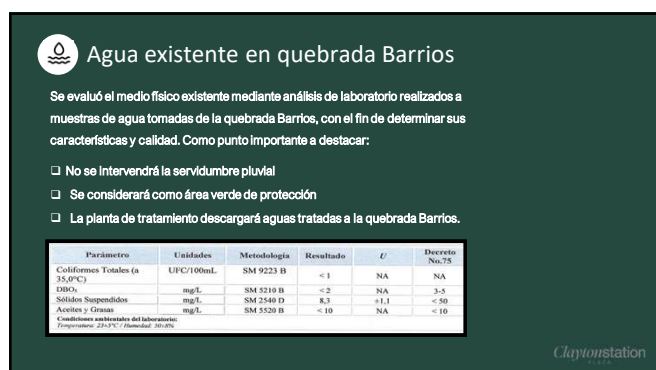 Agua existente en quebrada Barrios
Se evaluó el medio físico existente mediante análisis de laboratorio realizados a
muestras de agua tomadas de la quebrada Barrios, con el fin de determinar sus
características y calidad. Como punto importante a destacar:
❑ No se intervendrá la servidumbre pluvial
❑ Se considerará como área verde de protección
❑ La planta de tratamiento descargará aguas tratadas a la quebrada Barrios.
Parámetro Unidades Metodología Resultado U Decreto No.75
Coliformes Totales (a 35,0°C) UFC/100mL SM 9223 B < 1 NA NA
DBO₅ mg/L SM 5210 B < 2 NA 3-5
Sólidos Suspendidos mg/L SM 2540 D 8,3 ±1,1 < 50
Aceites y Grasas mg/L SM 5520 B < 10 NA < 10
Condiciones ambientales del laboratorio:
Temperatura: 23±5°C / Humedad: 50±8%
Claytonstation
PLAZA